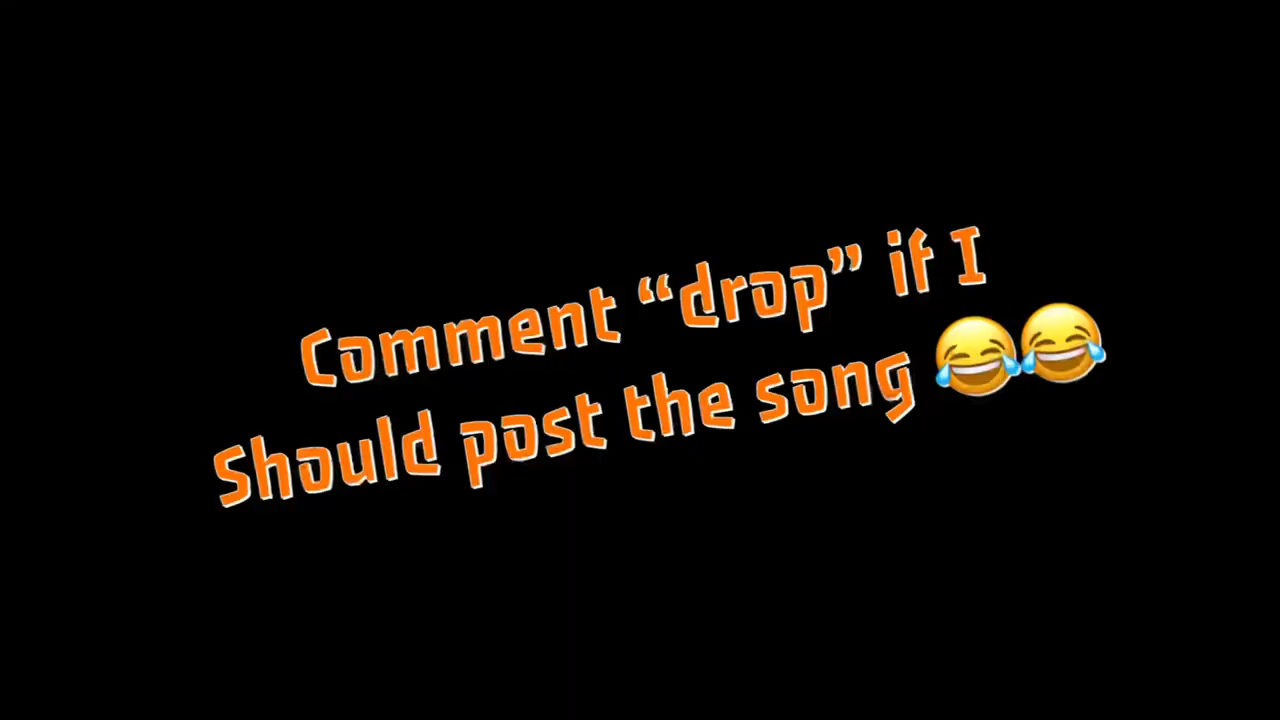 Comment “drop” if I
Should post the song 😂😂